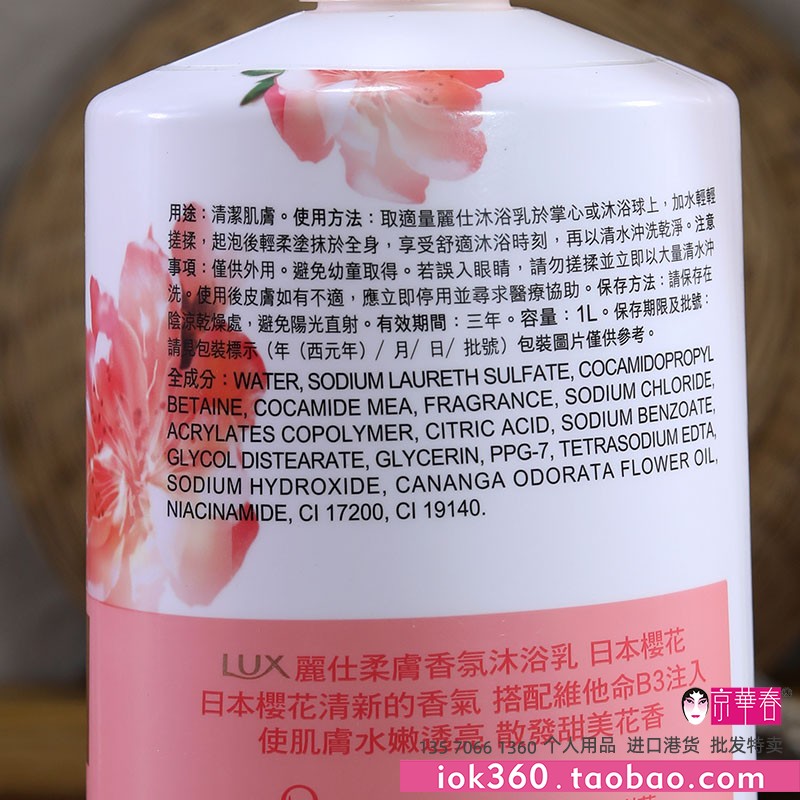 用途：清潔肌膚。使用方法：取適量麗仕沐浴乳於掌心或沐浴球上，加水輕輕
搓揉，起泡後輕柔塗抹於全身，享受舒適沐浴時刻，再以清水沖洗乾淨。注意
事項：僅供外用。避免幼童取得。若誤入眼睛，請勿搓揉並立即以大量清水沖
洗。使用後皮膚如有不適，應立即停用並尋求醫療協助。保存方法：請保存在
陰涼乾燥處，避免陽光直射。有效期間：三年。容量：1L。保存期限及批號：
請見包裝標示（年（西元年）/ 月/ 日/ 批號）包裝圖片僅供參考。
全成分：WATER, SODIUM LAURETH SULFATE, COCAMIDOPROPYL
BETAINE, COCAMIDE MEA, FRAGRANCE, SODIUM CHLORIDE,
ACRYLATES COPOLYMER, CITRIC ACID, SODIUM BENZOATE,
GLYCOL DISTEARATE, GLYCERIN, PPG-7, TETRASODIUM EDTA,
SODIUM HYDROXIDE, CANANGA ODORATA FLOWER OIL,
NIACINAMIDE, CI 17200, CI 19140.
LUX 麗仕柔膚香氛沐浴乳 日本櫻花
日本櫻花清新的香氣 搭配維他命B3注入
使肌膚水嫩透亮 散發甜美花香
京華春
135 7066 1360 个人用品 进口港货 批发特卖
iok360.taobao.com